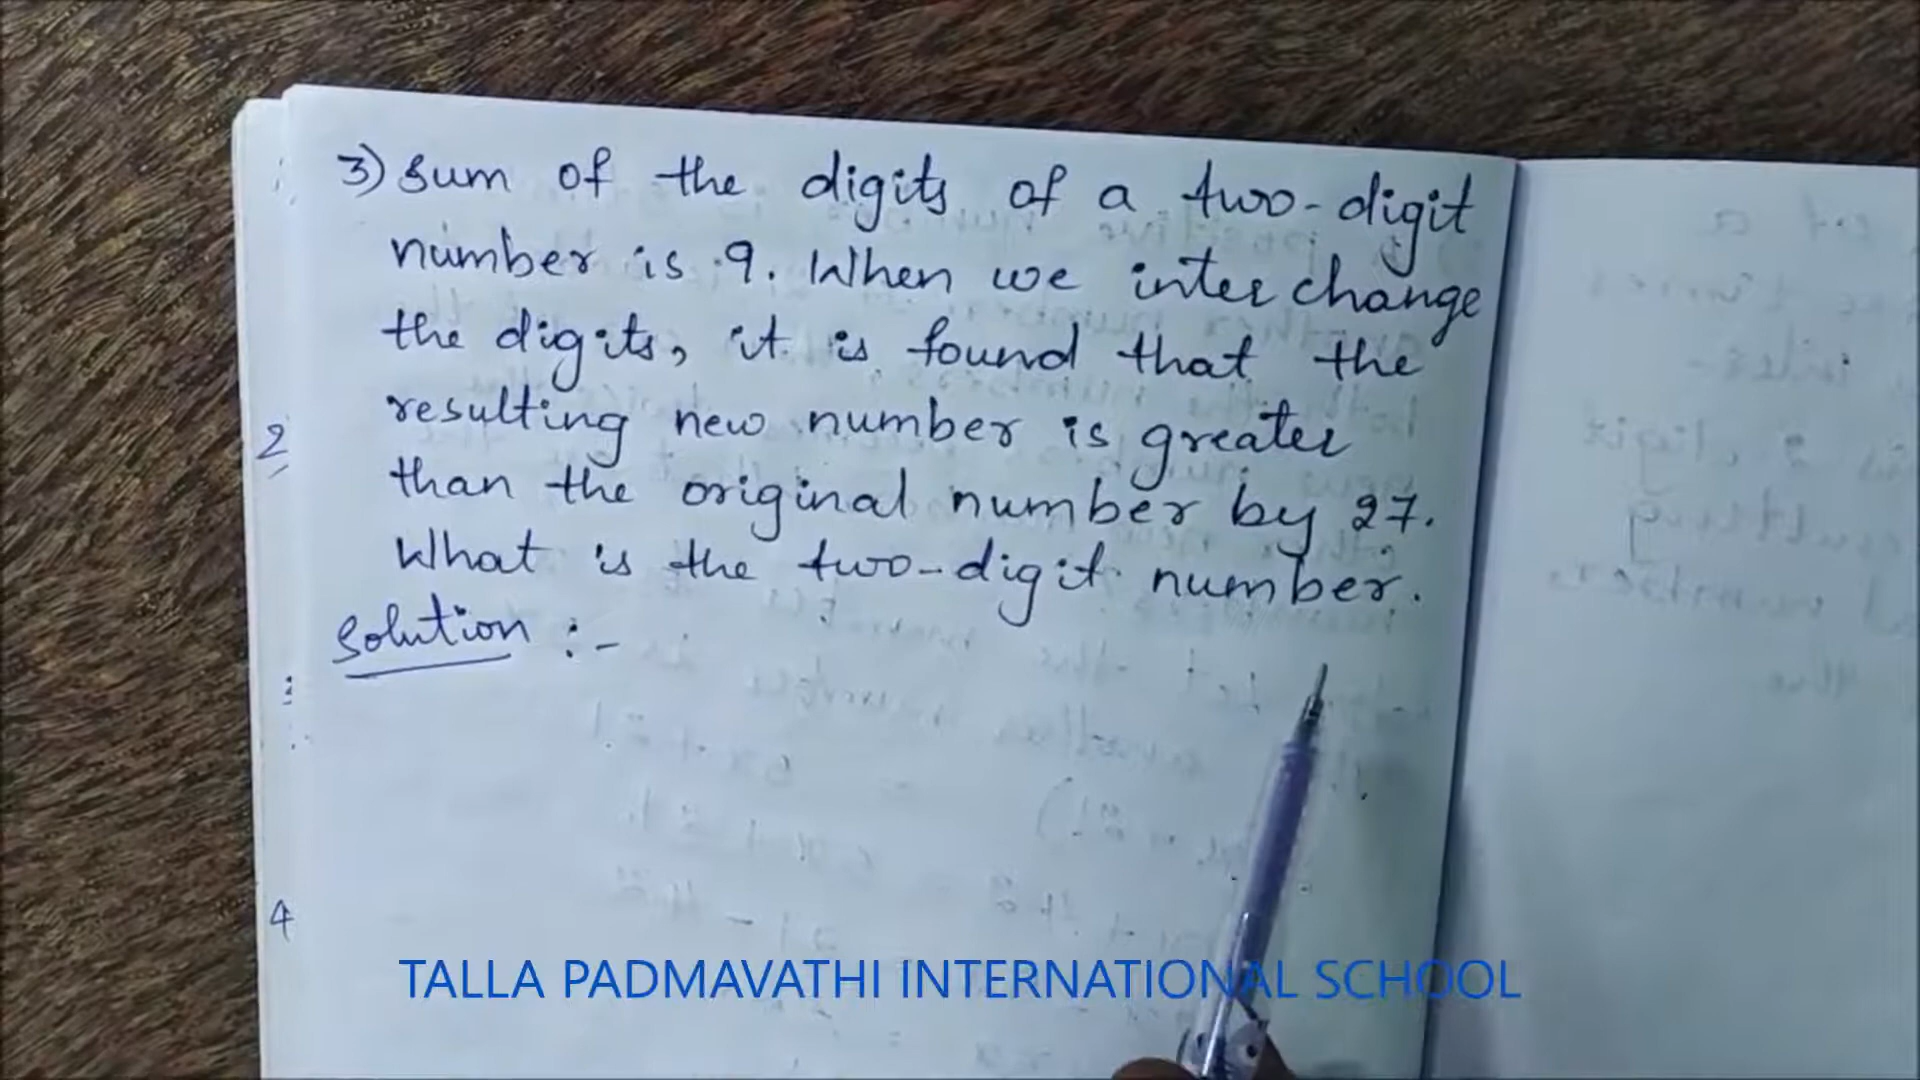 3) Sum of the digits of a two-digit
number is 9. When we interchange
the digits, it is found that the
resulting new number is greater
than the original number by 27.
What is the two-digit number.
Solution :-
2
4
TALLA PADMAVATHI INTERNATIONAL SCHOOL